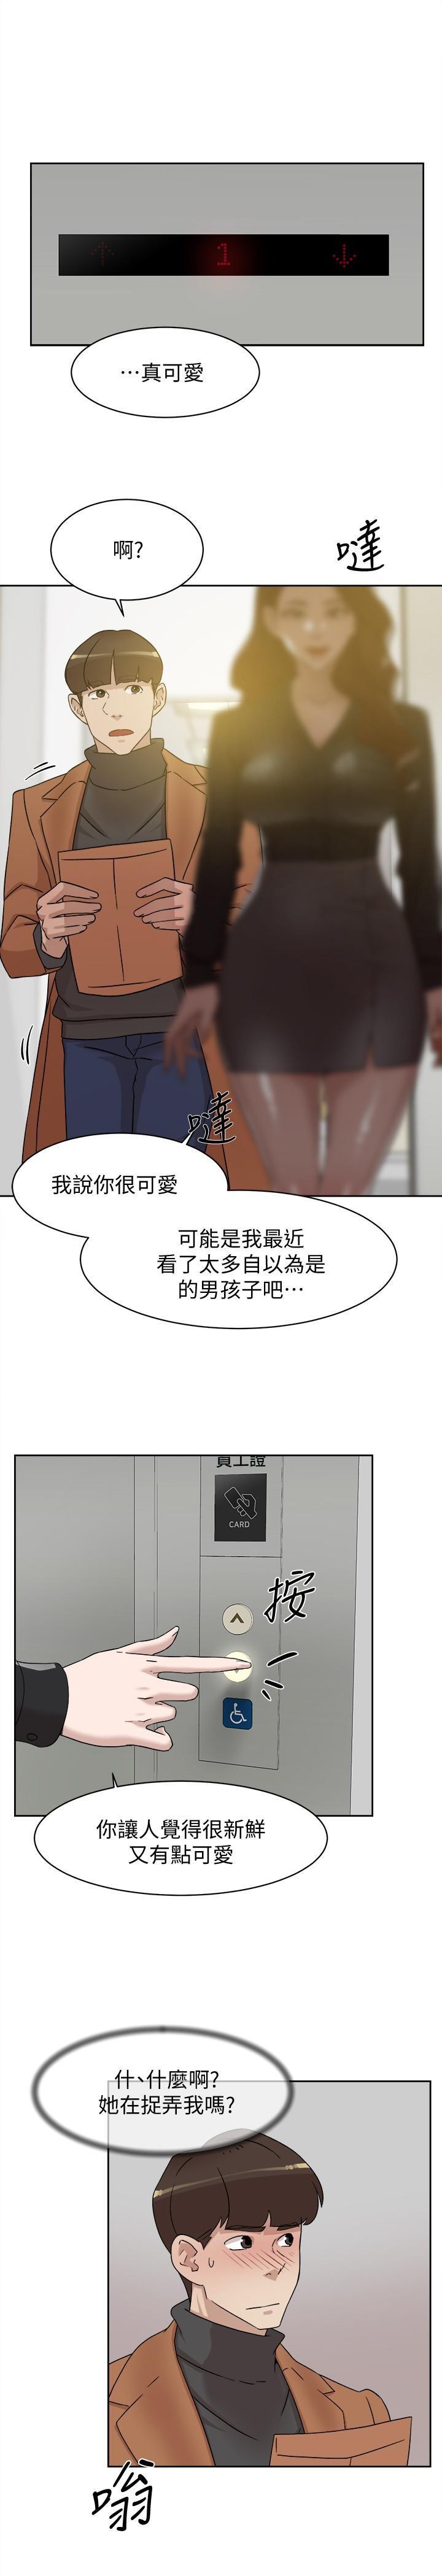 1
…真可愛
啊?
噠
噠
我說你很可愛
可能是我最近
看了太多自以為是
的男孩子吧…
員工證
CARD
按
你讓人覺得很新鮮
又有點可愛
什、什麼啊?
她在捉弄我嗎?
嗡